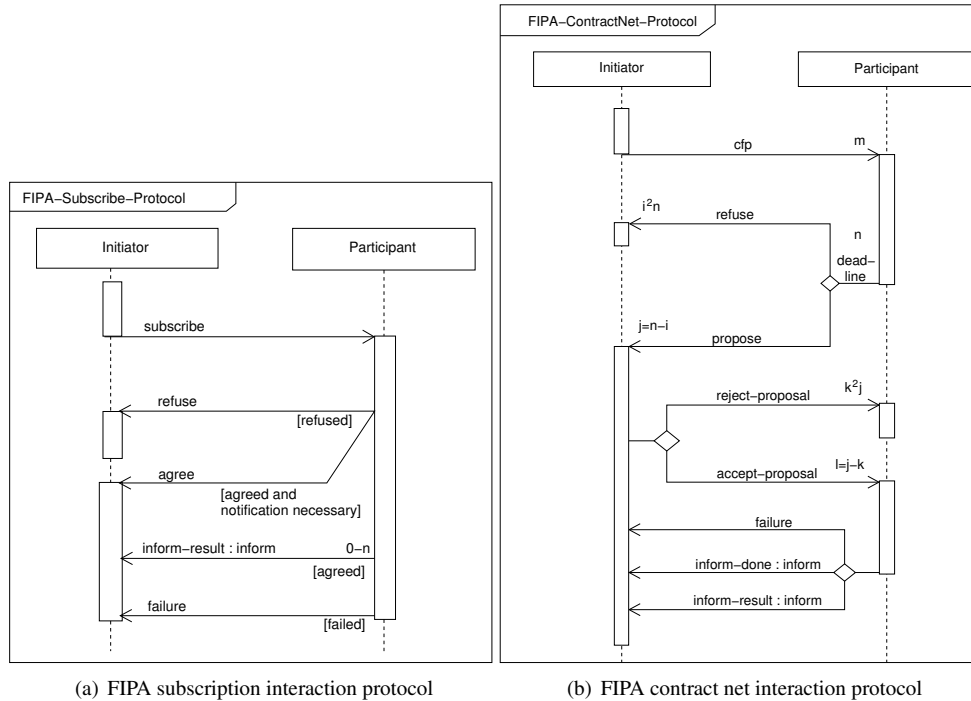 FIPA−Subscribe−Protocol
Initiator
Participant
subscribe
refuse
[refused]
agree
[agreed and
notification necessary]
inform−result : inform
0−n
[agreed]
failure
[failed]
(a) FIPA subscription interaction protocol
FIPA−ContractNet−Protocol
Initiator
Participant
cfp
m
i²n
refuse
n
dead−
line
j=n−i
propose
reject−proposal
k²j
accept−proposal
l=j−k
failure
inform−done : inform
inform−result : inform
(b) FIPA contract net interaction protocol